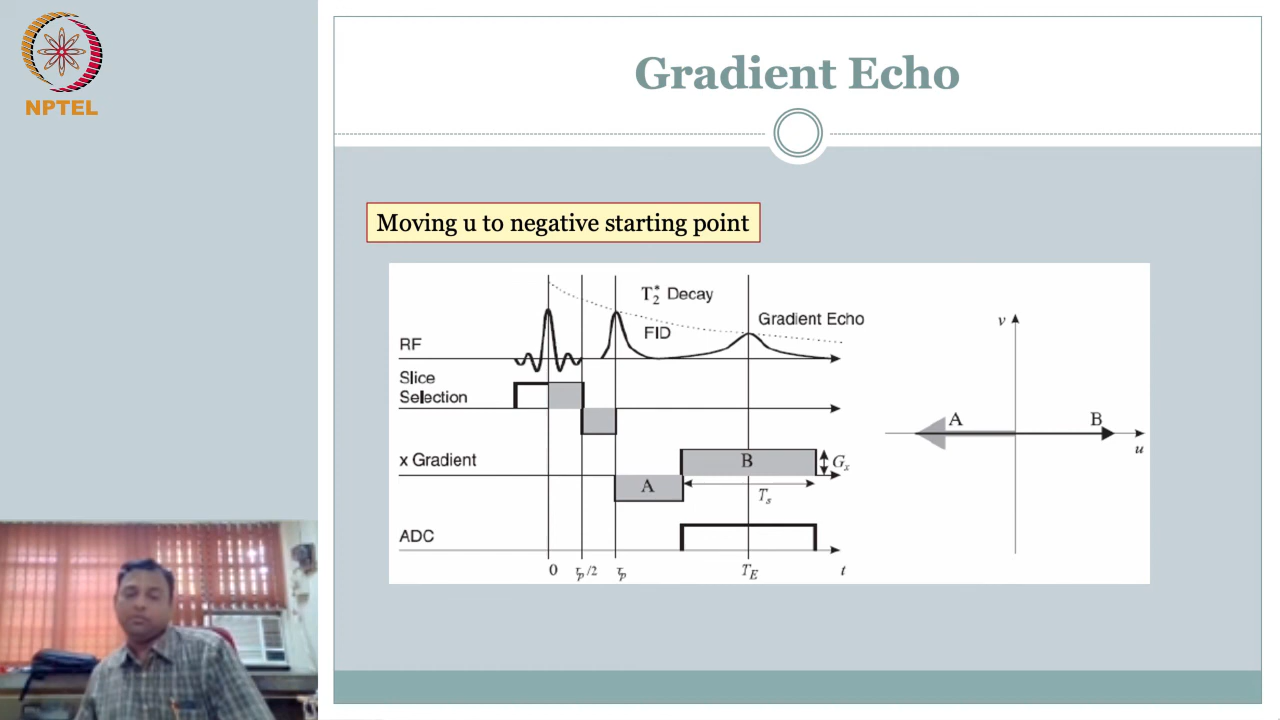 NPTEL
Gradient Echo
Moving u to negative starting point
T₂* Decay
Gradient Echo
FID
RF
Slice
Selection
x Gradient
A
B
Gₓ
Tₛ
ADC
0
τₚ/2
τₚ
T_E
t
v
A
B
u